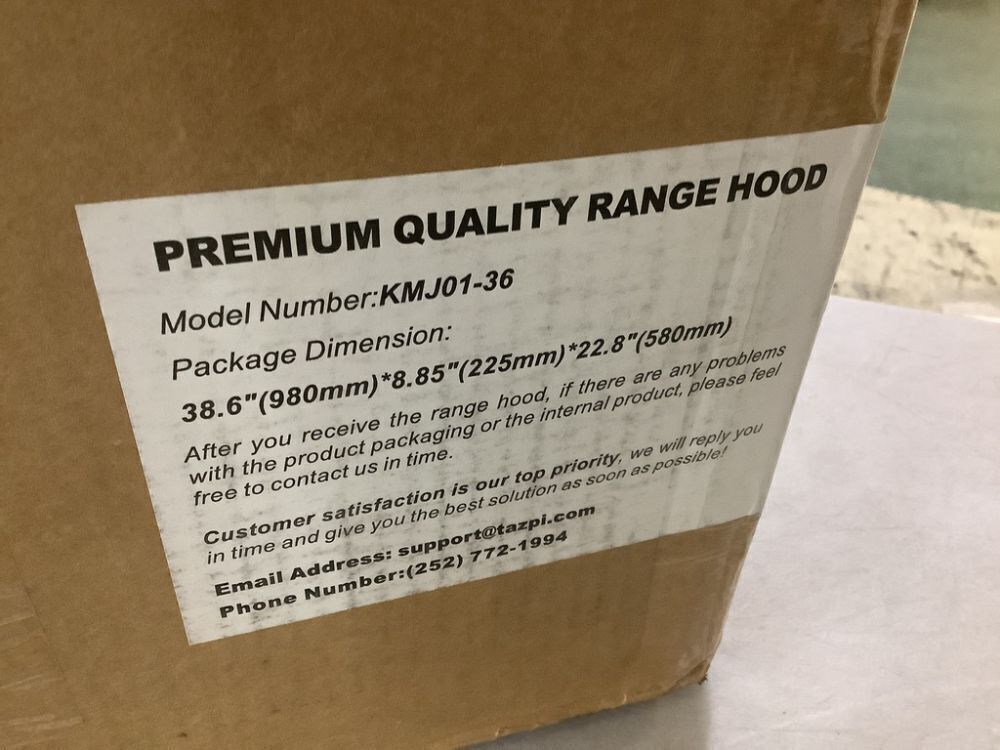 PREMIUM QUALITY RANGE HOOD
Model Number:KMJ01-36
Package Dimension:
38.6"(980mm)*8.85"(225mm)*22.8"(580mm)
After you receive the range hood, if there are any problems
with the product packaging or the internal product, please feel
free to contact us in time.
Customer satisfaction is our top priority, we will reply you
in time and give you the best solution as soon as possible!
Email Address: support@tazpi.com
Phone Number:(252) 772-1994